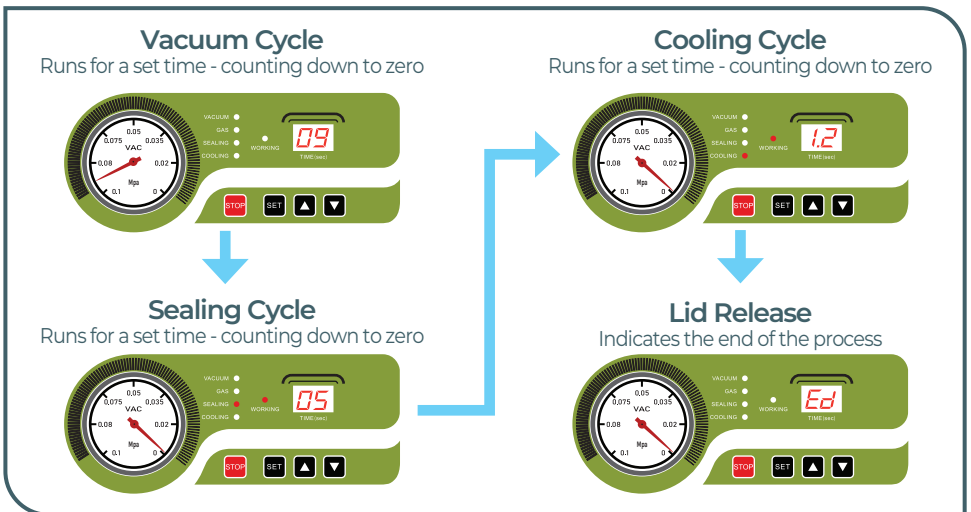 Vacuum Cycle
Runs for a set time - counting down to zero
VACUUM
GAS
SEALING
COOLING
WORKING
09
TIME(sec)
0.05
0.075
0.035
VAC
0.08
0.02
Mpa
0.1
0
STOP
SET
Sealing Cycle
Runs for a set time - counting down to zero
VACUUM
GAS
SEALING
COOLING
WORKING
05
TIME(sec)
0.05
0.075
0.035
VAC
0.08
0.02
Mpa
0.1
0
STOP
SET
Cooling Cycle
Runs for a set time - counting down to zero
VACUUM
GAS
SEALING
COOLING
WORKING
1.2
TIME(sec)
0.05
0.075
0.035
VAC
0.08
0.02
Mpa
0.1
0
STOP
SET
Lid Release
Indicates the end of the process
VACUUM
GAS
SEALING
COOLING
WORKING
Ed
TIME(sec)
0.05
0.075
0.035
VAC
0.08
0.02
Mpa
0.1
0
STOP
SET